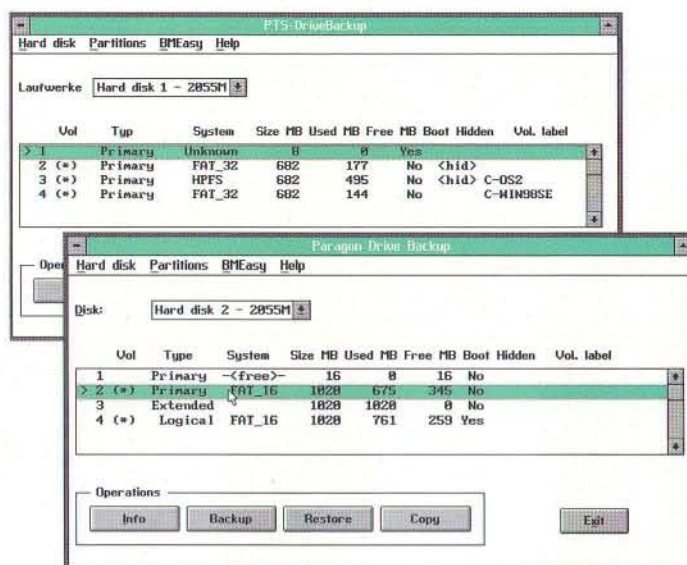 PTS-DriveBackup
Hard disk Partitions BMEasy Help
Laufwerke Hard disk 1 - 2055M
Vol Typ System Size MB Used MB Free MB Boot Hidden Vol. label
> 1 Primary Unknown 8 0 Yes
2 (*) Primary FAT_32 682 177 No <hid>
3 (*) Primary HPFS 682 495 No <hid> C-OS2
4 (*) Primary FAT_32 682 144 No C-WIN98SE
Paragon Drive Backup
Hard disk Partitions BMEasy Help
Disk: Hard disk 2 - 2055M
Vol Type System Size MB Used MB Free MB Boot Hidden Vol. label
1 Primary -<free>- 16 0 16 No
> 2 (*) Primary FAT_16 1020 675 345 No
3 Extended 1020 1020 0 No
4 (*) Logical FAT_16 1020 761 259 Yes
Operations
Info Backup Restore Copy Exit